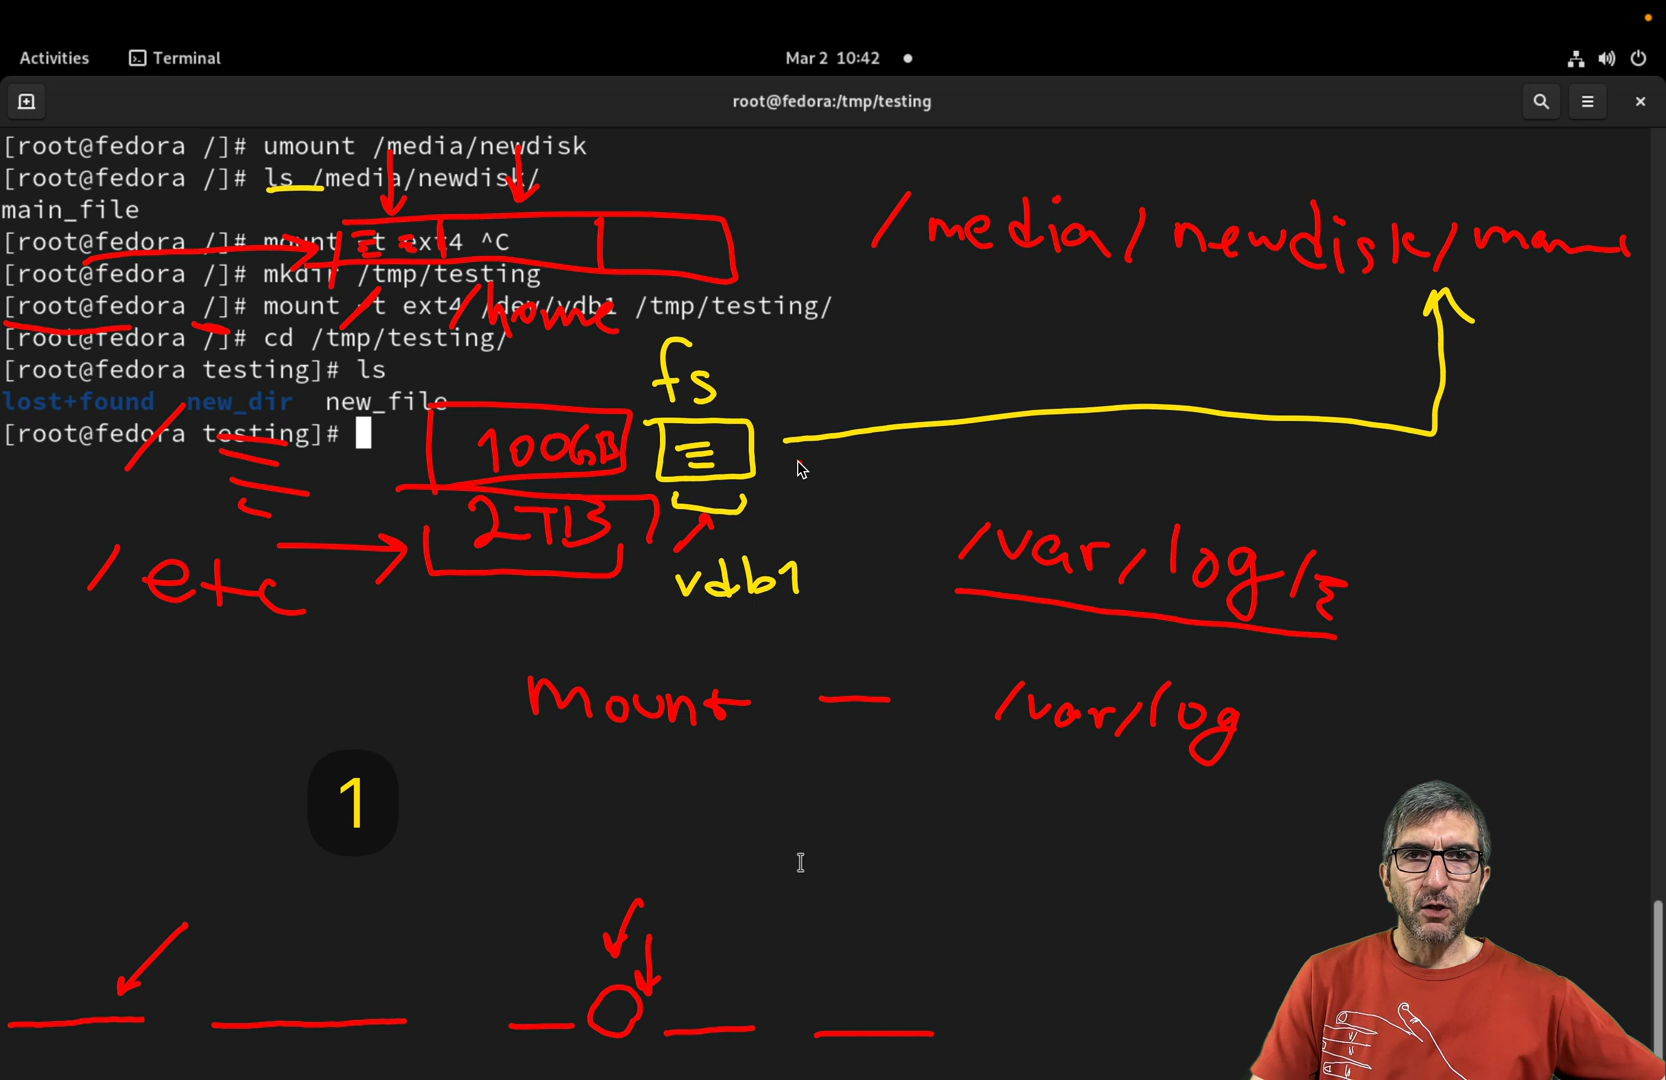 Activities Terminal Mar 2 10:42
root@fedora:/tmp/testing
[root@fedora /]# umount /media/newdisk
[root@fedora /]# ls /media/newdisk/
main_file
[root@fedora /]# mount -t ext4 ^C
[root@fedora /]# mkdir /tmp/testing
[root@fedora /]# mount -t ext4 /dev/vdb1 /tmp/testing/
[root@fedora /]# cd /tmp/testing/
[root@fedora testing]# ls
lost+found new_dir new_file
[root@fedora testing]#
/media/newdisk/
/ /home
fs
/
100GB
2TB
vdb1
/etc
/var/log/
mount — /var/log
1